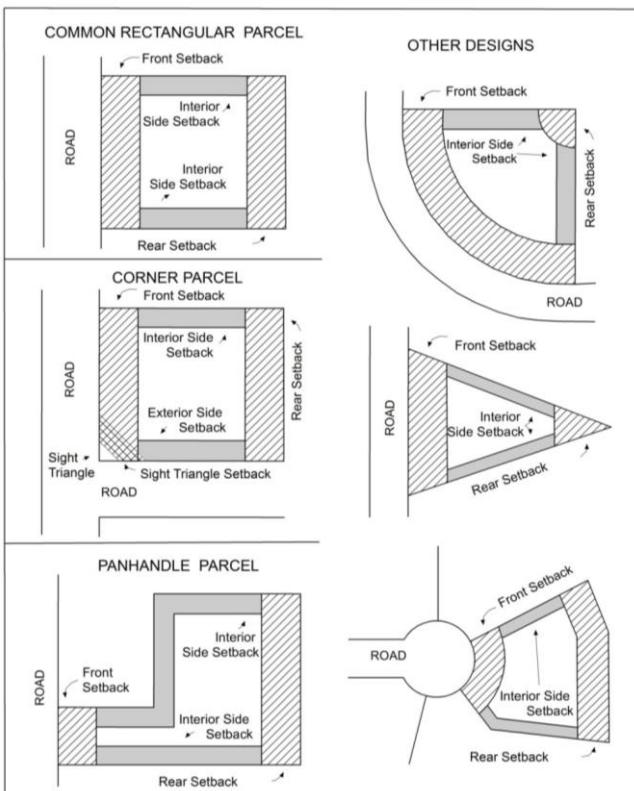 COMMON RECTANGULAR PARCEL
Front Setback
ROAD
Interior
Side Setback
Interior
Side Setback
Rear Setback
CORNER PARCEL
Front Setback
ROAD
Interior Side
Setback
Rear Setback
Exterior Side
Setback
Sight
Triangle
Sight Triangle Setback
ROAD
PANHANDLE PARCEL
ROAD
Front
Setback
Interior
Side Setback
Interior Side
Setback
Rear Setback
OTHER DESIGNS
Front Setback
Interior Side
Setback
Rear Setback
ROAD
Front Setback
ROAD
Interior
Side Setback
Rear Setback
Front Setback
ROAD
Interior Side
Setback
Rear Setback